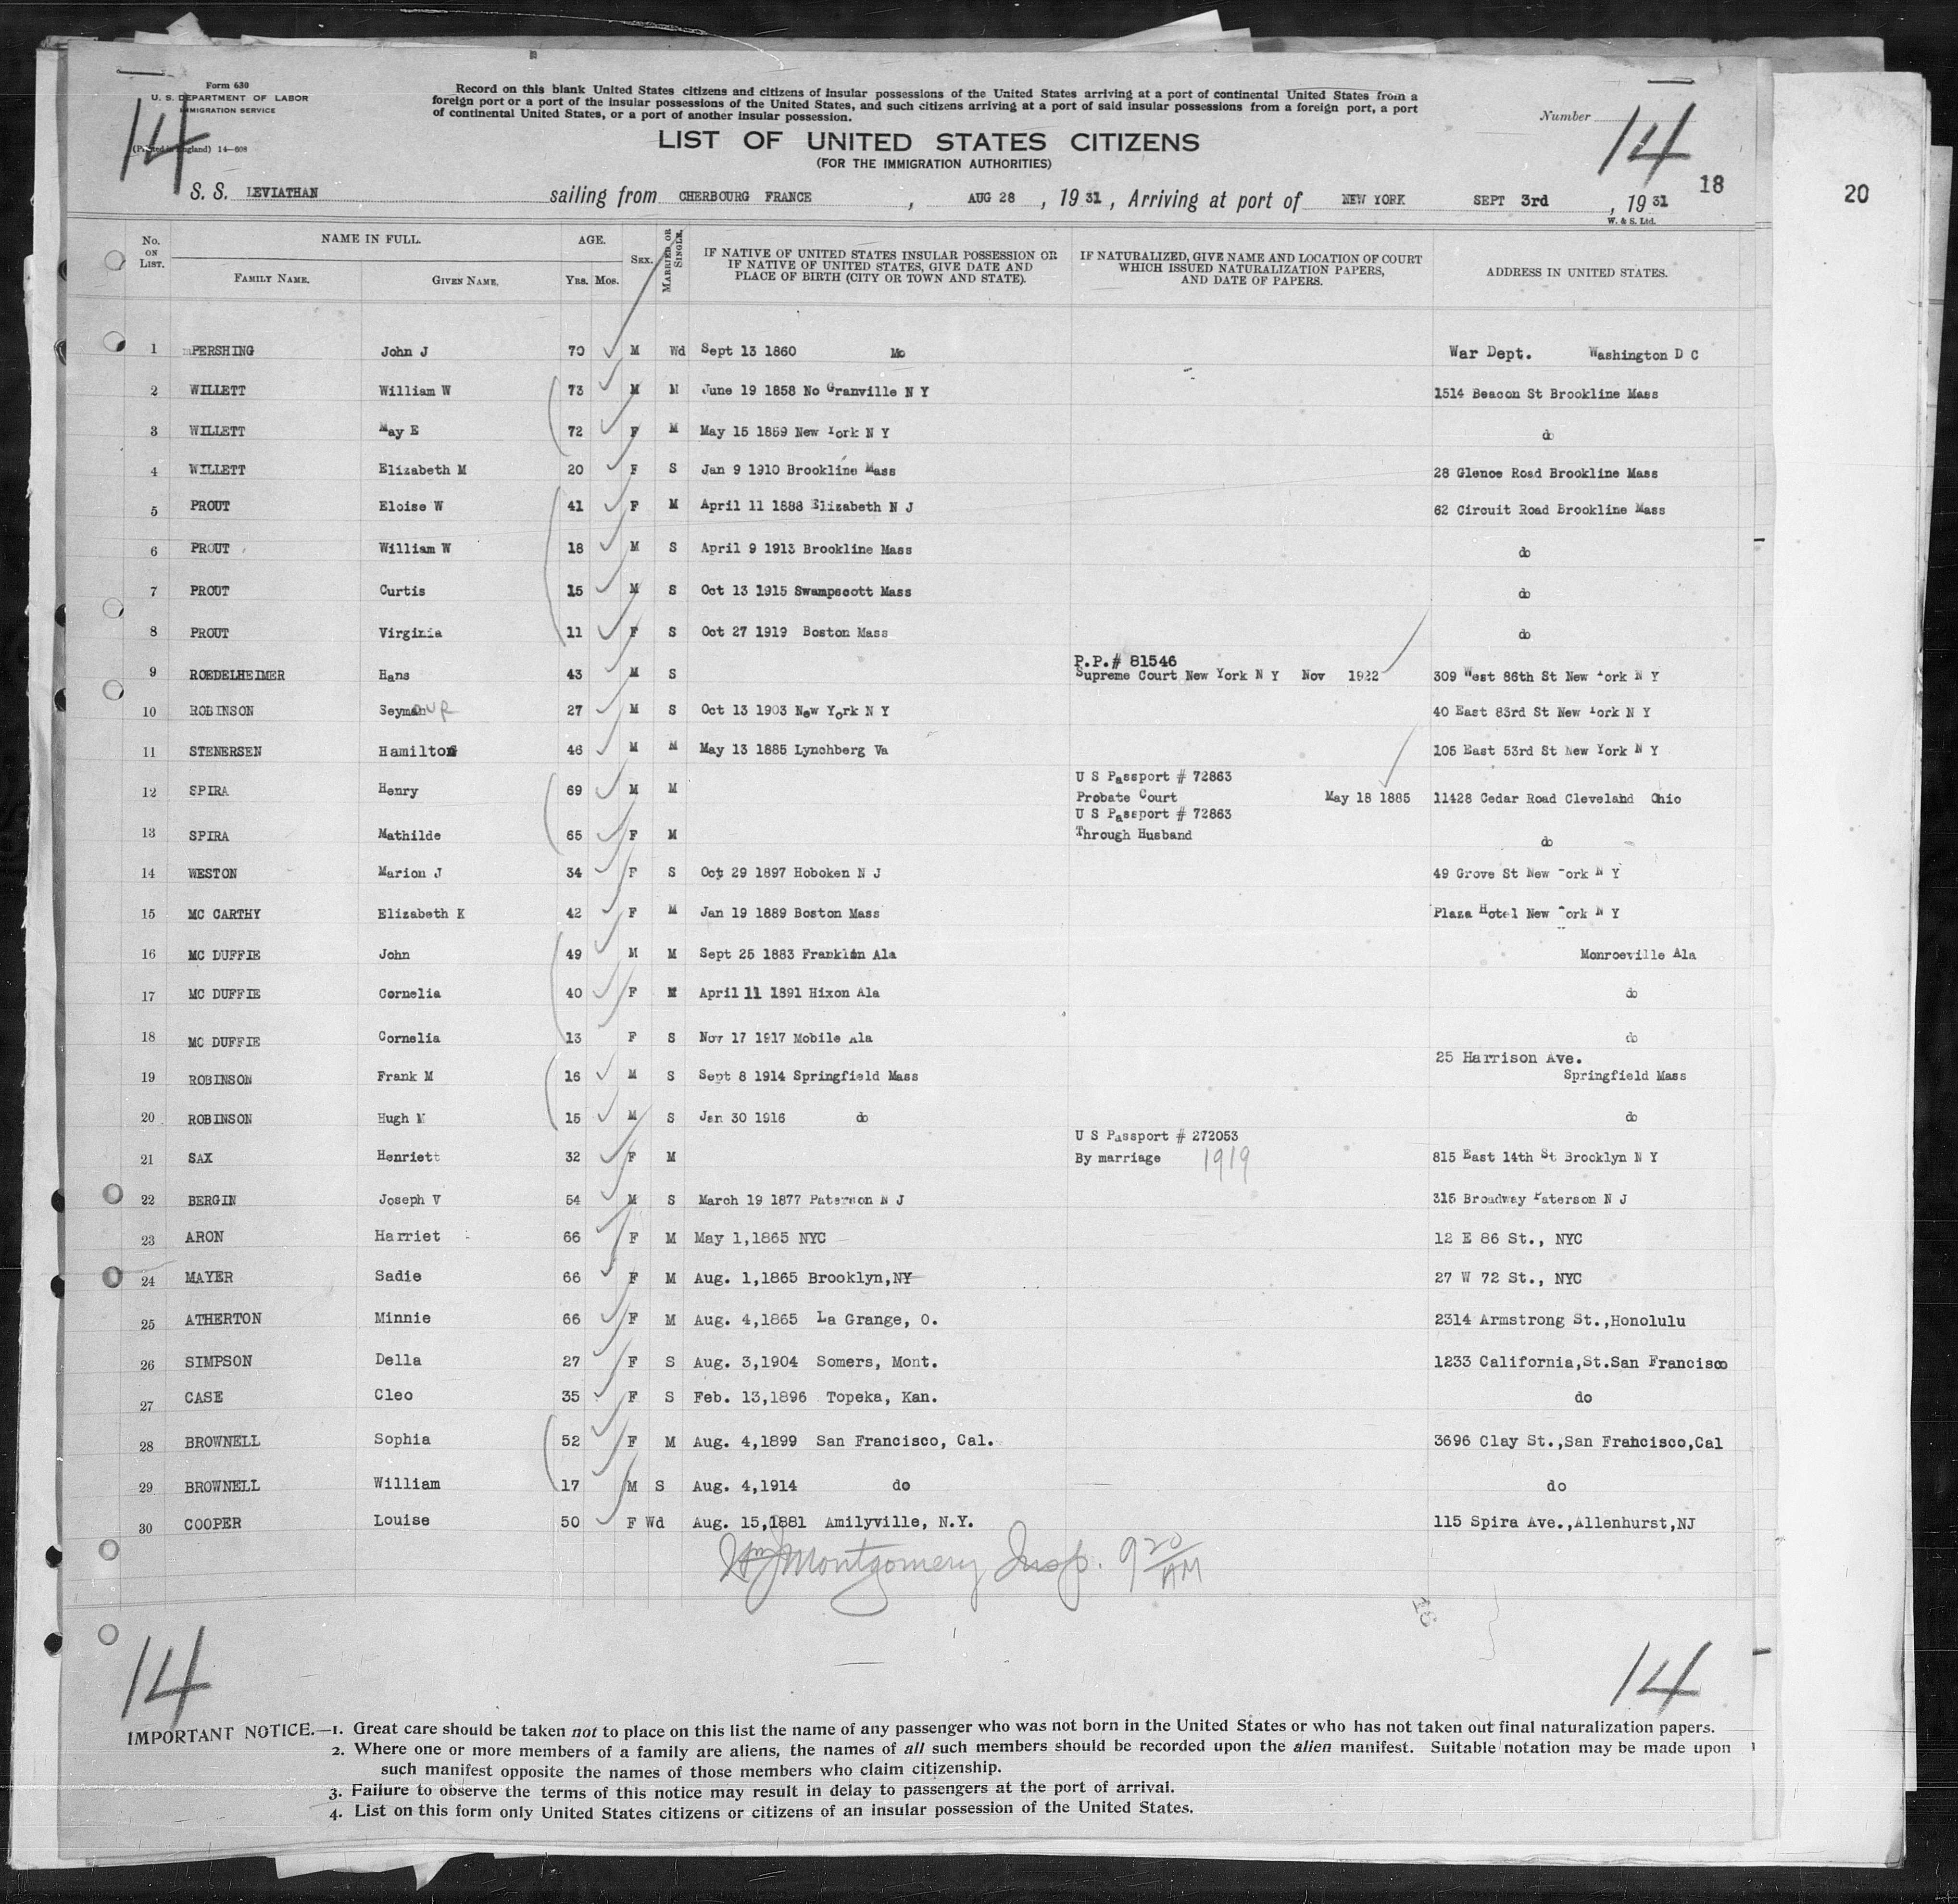 Form 630
U. S. DEPARTMENT OF LABOR
IMMIGRATION SERVICE
14
(Printed in England) 14—608
Record on this blank United States citizens and citizens of insular possessions of the United States arriving at a port of continental United States from a
foreign port or a port of the insular possessions of the United States, and such citizens arriving at a port of said insular possessions from a foreign port, a port
of continental United States, or a port of another insular possession.
LIST OF UNITED STATES CITIZENS
(FOR THE IMMIGRATION AUTHORITIES)
Number 14
18
20
S. S. LEVIATHAN sailing from CHERBOURG FRANCE , AUG 28 , 19 31 , Arriving at port of NEW YORK SEPT 3rd , 19 31
W. & S. Ltd.
No. ON LIST. NAME IN FULL. AGE. SEX. MARRIED OR SINGLE. IF NATIVE OF UNITED STATES INSULAR POSSESSION OR IF NATIVE OF UNITED STATES, GIVE DATE AND PLACE OF BIRTH (CITY OR TOWN AND STATE). IF NATURALIZED, GIVE NAME AND LOCATION OF COURT WHICH ISSUED NATURALIZATION PAPERS, AND DATE OF PAPERS. ADDRESS IN UNITED STATES.
FAMILY NAME. GIVEN NAME. YRS. MOS.
1 PERSHING John J 70 M Wd Sept 13 1860 Mo War Dept. Washington D C
2 WILLETT William W 73 M M June 19 1858 No Granville N Y 1514 Beacon St Brookline Mass
3 WILLETT May E 72 F M May 15 1859 New York N Y do
4 WILLETT Elizabeth M 20 F S Jan 9 1910 Brookline Mass 28 Glenoe Road Brookline Mass
5 PROUT Eloise W 41 F M April 11 1888 Elizabeth N J 62 Circuit Road Brookline Mass
6 PROUT William W 18 M S April 9 1913 Brookline Mass do
7 PROUT Curtis 15 M S Oct 13 1915 Swampscott Mass do
8 PROUT Virginia 11 F S Oct 27 1919 Boston Mass do
P.P.# 81546
9 ROEDELHEIMER Hans 43 M S Supreme Court New York N Y Nov 1922 309 West 86th St New York N Y
10 ROBINSON Seymour 27 M S Oct 13 1903 New York N Y 40 East 83rd St New York N Y
11 STENERSEN Hamilton 46 M M May 13 1885 Lynchberg Va 105 East 53rd St New York N Y
U S Passport # 72863
12 SPIRA Henry 69 M M Probate Court May 18 1885 11428 Cedar Road Cleveland Ohio
U S Passport # 72863
13 SPIRA Mathilde 65 F M Through Husband do
14 WESTON Marion J 34 F S Oct 29 1897 Hoboken N J 49 Grove St New York N Y
15 MC CARTHY Elizabeth K 42 F M Jan 19 1889 Boston Mass Plaza Hotel New York N Y
16 MC DUFFIE John 49 M M Sept 25 1883 Franklin Ala Monroeville Ala
17 MC DUFFIE Cornelia 40 F M April 11 1891 Hixon Ala do
18 MC DUFFIE Cornelia 13 F S Nov 17 1917 Mobile Ala do
25 Harrison Ave.
19 ROBINSON Frank M 16 M S Sept 8 1914 Springfield Mass Springfield Mass
20 ROBINSON Hugh M 15 M S Jan 30 1916 do do
U S Passport # 272053
21 SAX Henriett 32 F M By marriage 1919 815 East 14th St Brooklyn N Y
22 BERGIN Joseph V 54 M S March 19 1877 Paterson N J 315 Broadway Paterson N J
23 ARON Harriet 66 F M May 1,1865 NYC 12 E 86 St., NYC
24 MAYER Sadie 66 F M Aug. 1,1865 Brooklyn,NY 27 W 72 St., NYC
25 ATHERTON Minnie 66 F M Aug. 4,1865 La Grange, O. 2314 Armstrong St.,Honolulu
26 SIMPSON Della 27 F S Aug. 3,1904 Somers, Mont. 1233 California,St.San Francisco
27 CASE Cleo 35 F S Feb. 13,1896 Topeka, Kan. do
28 BROWNELL Sophia 52 F M Aug. 4,1899 San Francisco, Cal. 3696 Clay St.,San Francisco,Cal
29 BROWNELL William 17 M S Aug. 4,1914 do do
30 COOPER Louise 50 F Wd Aug. 15,1881 Amilyville, N.Y. 115 Spira Ave.,Allenhurst,NJ
Wm J Montgomery Insp. 9 20/AM
14
14
IMPORTANT NOTICE.—1. Great care should be taken not to place on this list the name of any passenger who was not born in the United States or who has not taken out final naturalization papers.
2. Where one or more members of a family are aliens, the names of all such members should be recorded upon the alien manifest. Suitable notation may be made upon
such manifest opposite the names of those members who claim citizenship.
3. Failure to observe the terms of this notice may result in delay to passengers at the port of arrival.
4. List on this form only United States citizens or citizens of an insular possession of the United States.